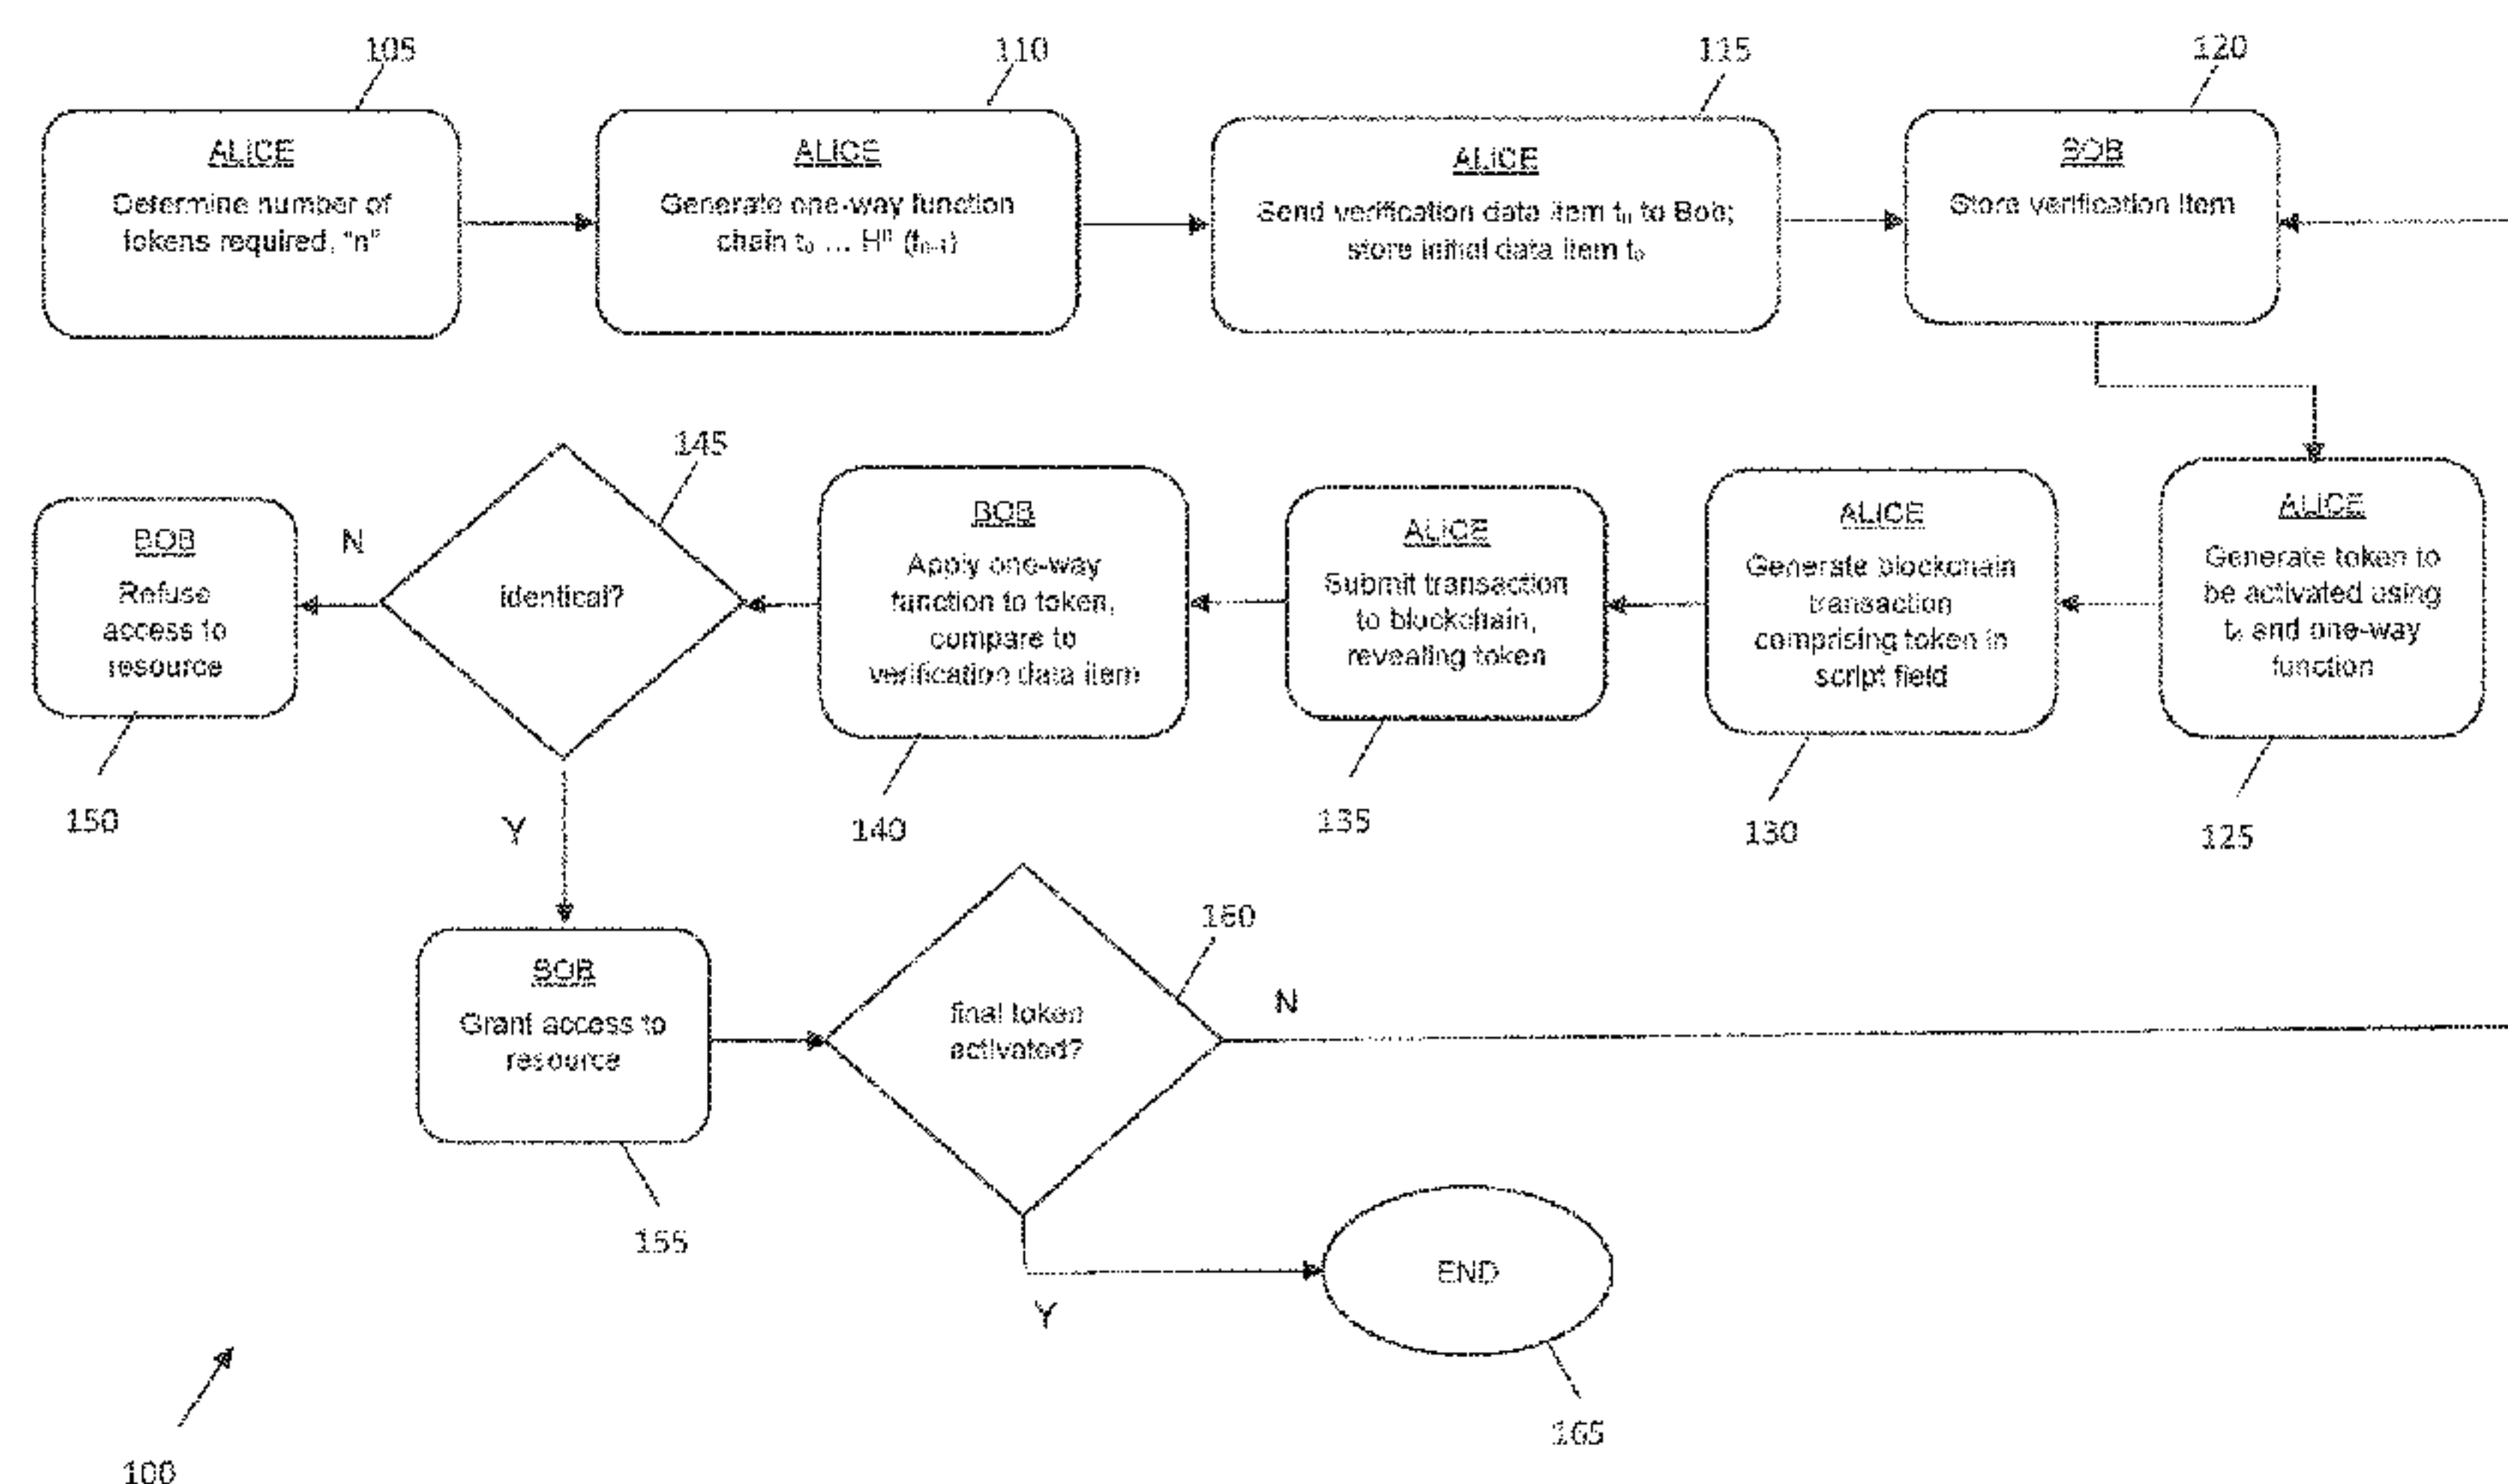 105
110
115
120
ALICE
Determine number of
tokens required, "n"
ALICE
Generate one-way function
chain t₀ ... Hⁿ (tₙ₋₁)
ALICE
Send verification data item tₙ to Bob;
store initial data item t₀
BOB
Store verification item
145
BOB
Refuse
access to
resource
N
identical?
BOB
Apply one-way
function to token,
compare to
verification data item
ALICE
Submit transaction
to blockchain,
revealing token
ALICE
Generate blockchain
transaction
comprising token in
script field
ALICE
Generate token to
be activated using
t₀ and one-way
function
150
Y
140
135
130
125
BOB
Grant access to
resource
final token
activated?
160
N
155
END
Y
165
100